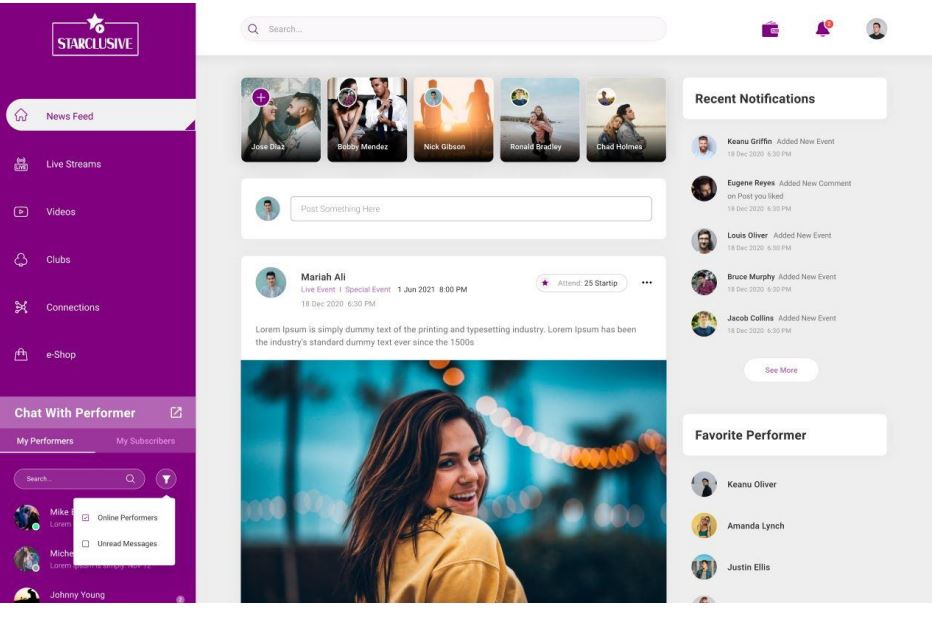 STARCLUSIVE
Search...
2
News Feed
Live Streams
LIVE
Videos
Clubs
Connections
e-Shop
Chat With Performer
My Performers
My Subscribers
Search...
Online Performers
Unread Messages
Mike
Lorem
Miche
Lorem Ipsum is simply. Nov 12
Johnny Young
2
Jose Diaz
Bobby Mendez
Nick Gibson
Ronald Bradley
Chad Holmes
Post Something Here
Mariah Ali
Live Event | Special Event 1 Jun 2021 8:00 PM
18 Dec 2020 6:30 PM
Attend: 25 Startip
Lorem Ipsum is simply dummy text of the printing and typesetting industry. Lorem Ipsum has been
the industry's standard dummy text ever since the 1500s
Recent Notifications
Keanu Griffin Added New Event
18 Dec 2020 6:30 PM
Eugene Reyes Added New Comment
on Post you liked
18 Dec 2020 6:30 PM
Louis Oliver Added New Event
18 Dec 2020 6:30 PM
Bruce Murphy Added New Event
18 Dec 2020 6:30 PM
Jacob Collins Added New Event
18 Dec 2020 6:30 PM
See More
Favorite Performer
Keanu Oliver
Amanda Lynch
Justin Ellis